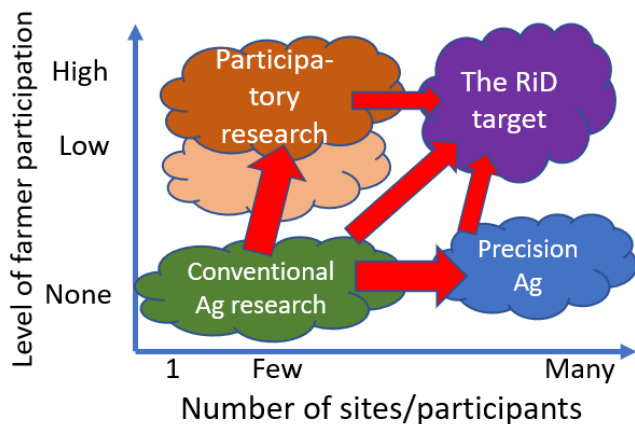 Level of farmer participation
High
Low
None
Participa-
tory
research
The RiD
target
Conventional
Ag research
Precision
Ag
1
Few
Many
Number of sites/participants